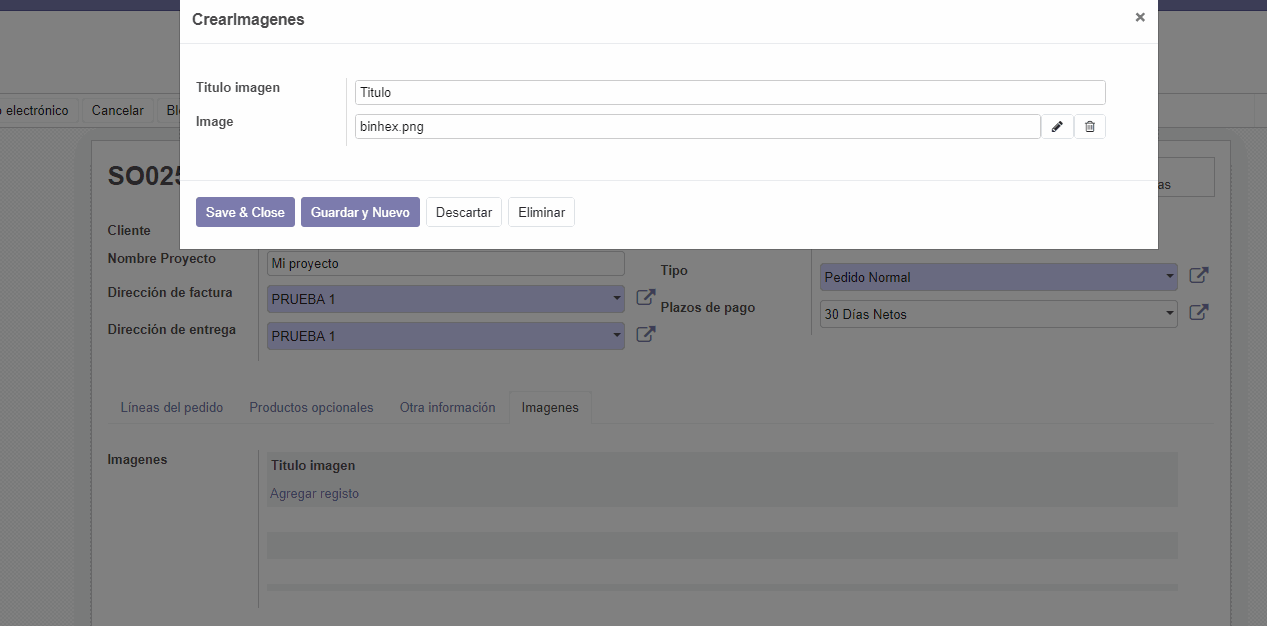 CrearImagenes ×
Titulo imagen Titulo
Image binhex.png
Save & Close Guardar y Nuevo Descartar Eliminar
electrónico Cancelar
SO025
Cliente
Nombre Proyecto Mi proyecto
Dirección de factura PRUEBA 1
Dirección de entrega PRUEBA 1
Tipo Pedido Normal
Plazos de pago 30 Días Netos
Líneas del pedido Productos opcionales Otra información Imagenes
Imagenes
Titulo imagen
Agregar registo